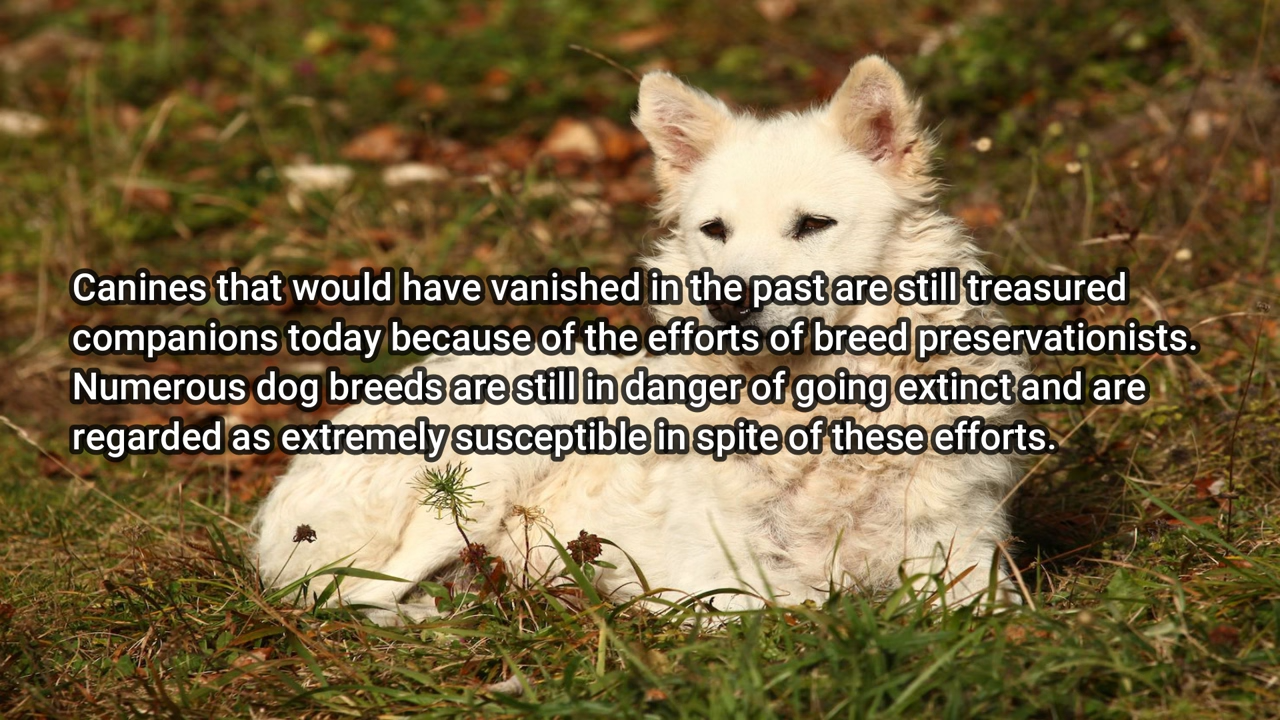 Canines that would have vanished in the past are still treasured
companions today because of the efforts of breed preservationists.
Numerous dog breeds are still in danger of going extinct and are
regarded as extremely susceptible in spite of these efforts.